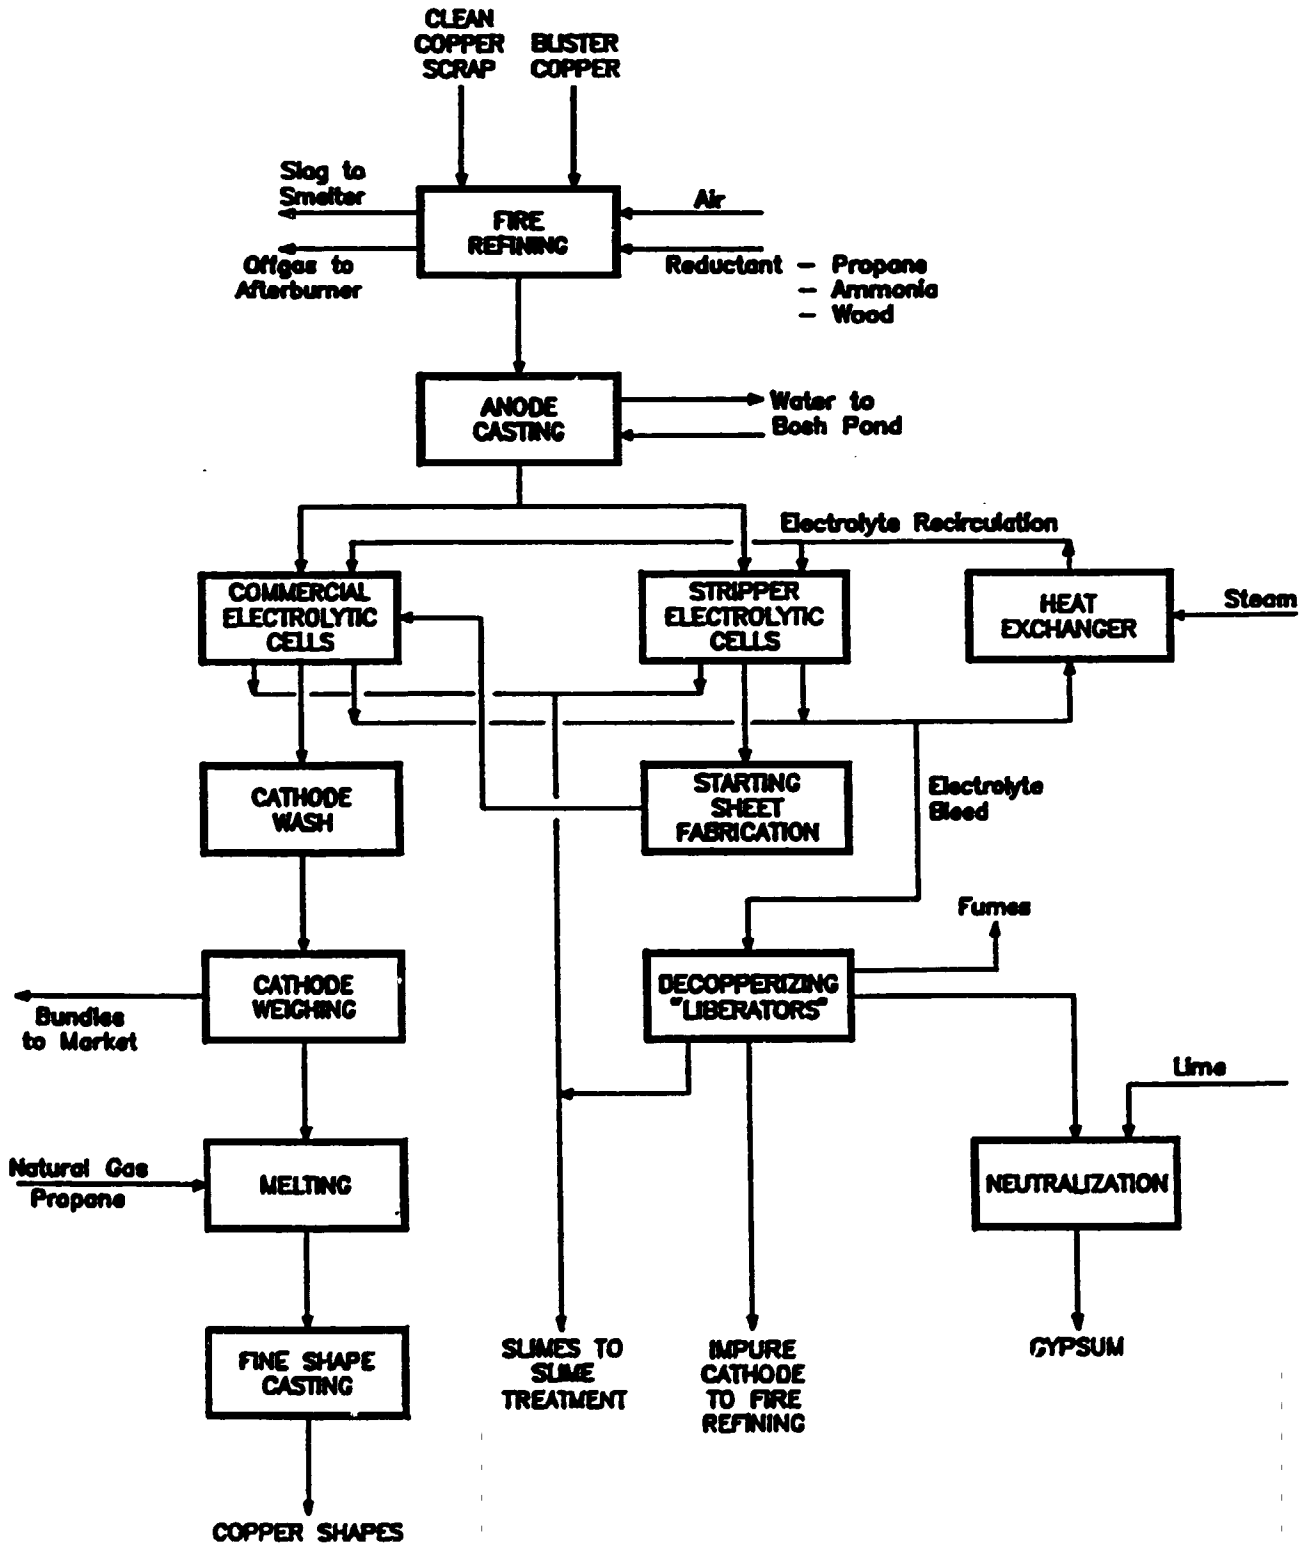 CLEAN
COPPER
SCRAP
BLISTER
COPPER
Slag to
Smelter
FIRE
REFINING
Air
Offgas to
Afterburner
Reductant – Propane
– Ammonia
– Wood
ANODE
CASTING
Water to
Bosh Pond
Electrolyte Recirculation
COMMERCIAL
ELECTROLYTIC
CELLS
STRIPPER
ELECTROLYTIC
CELLS
HEAT
EXCHANGER
Steam
CATHODE
WASH
STARTING
SHEET
FABRICATION
Electrolyte
Bleed
Fumes
CATHODE
WEIGHING
DECOPPERIZING
"LIBERATORS"
Bundles
to Market
Lime
Natural Gas
Propane
MELTING
NEUTRALIZATION
FINE SHAPE
CASTING
SLIMES TO
SLIME
TREATMENT
IMPURE
CATHODE
TO FIRE
REFINING
GYPSUM
COPPER SHAPES